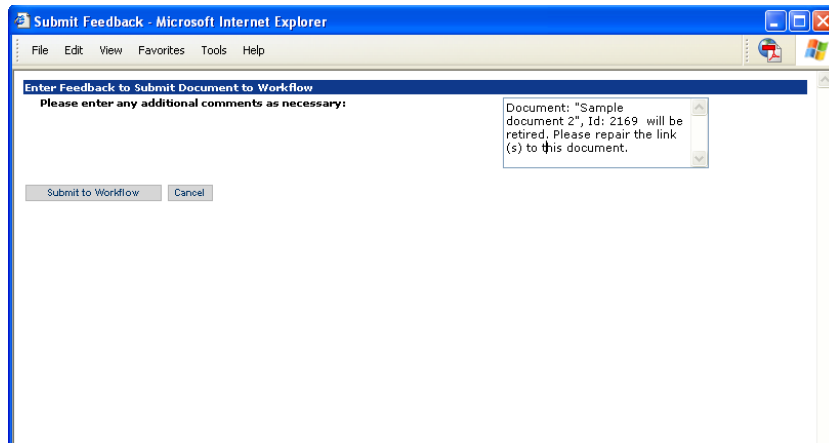 Submit Feedback - Microsoft Internet Explorer
File Edit View Favorites Tools Help
Enter Feedback to Submit Document to Workflow
Please enter any additional comments as necessary:
Document: "Sample
document 2", Id: 2169 will be
retired. Please repair the link
(s) to this document.
Submit to Workflow Cancel